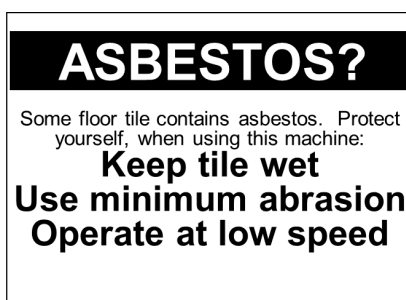 ASBESTOS?
Some floor tile contains asbestos. Protect
yourself, when using this machine:
Keep tile wet
Use minimum abrasion
Operate at low speed